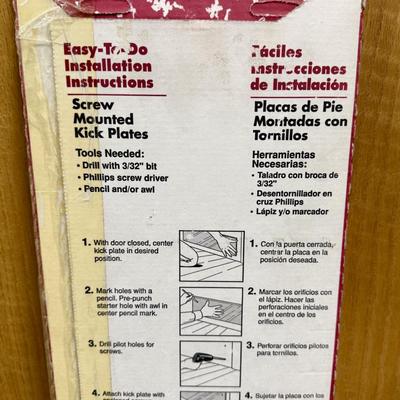 Easy-To-Do
Installation
Instructions
Screw
Mounted
Kick Plates
Tools Needed:
• Drill with 3/32" bit
• Phillips screw driver
• Pencil and/or awl
1. With door closed, center
kick plate in desired
position.
2. Mark holes with a
pencil. Pre-punch
starter hole with awl in
center pencil mark.
3. Drill pilot holes for
screws.
4. Attach kick plate with
Fáciles
Instrucciones
de Instalación
Placas de Pie
Montadas con
Tornillos
Herramientas
Necesarias:
• Taladro con broca de
3/32"
• Desentornillador en
cruz Phillips
• Lápiz y/o marcador
1. Con la puerta cerrada,
centrar la placa en la
posición deseada.
2. Marcar los orificios con
el lápiz. Hacer las
perforaciones iniciales
en el centro de los
orificios.
3. Perforar orificios pilotos
para tornillos.
4. Sujetar la placa con los